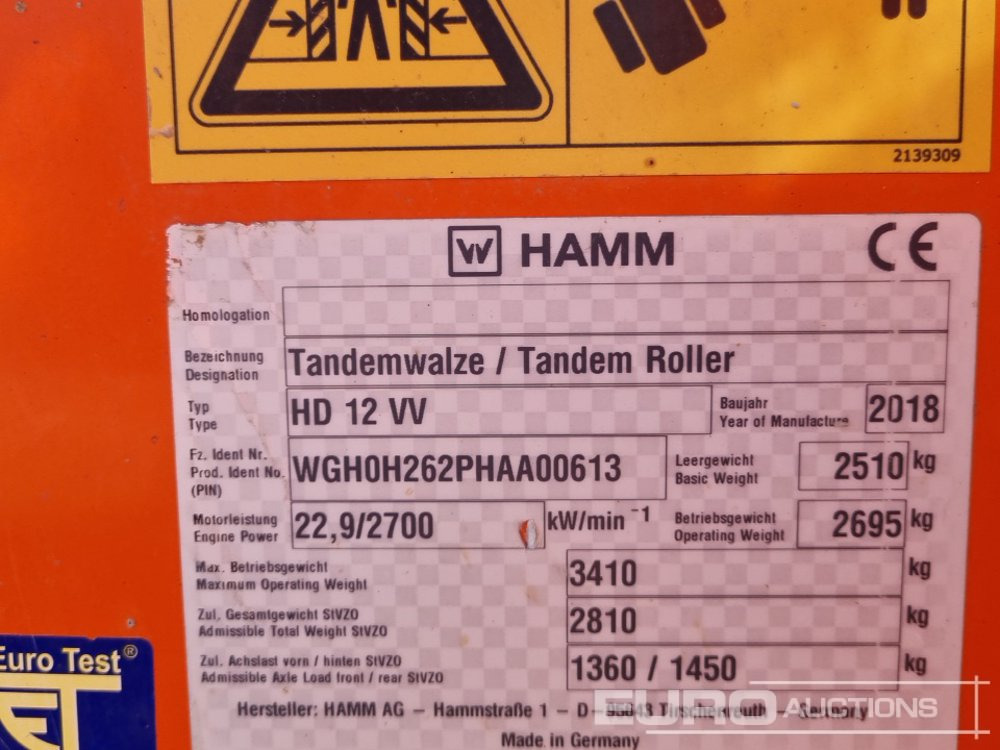 2139309
HAMM CE
Homologation
Bezeichnung
Designation
Tandemwalze / Tandem Roller
Typ
Type
HD 12 VV
Baujahr
Year of Manufacture
2018
Fz. Ident Nr.
Prod. Ident No.
(PIN)
WGH0H262PHAA00613
Leergewicht
Basic Weight
2510 kg
Motorleistung
Engine Power
22,9/2700 kW/min⁻¹
Betriebsgewicht
Operating Weight
2695 kg
Max. Betriebsgewicht
Maximum Operating Weight
3410 kg
Zul. Gesamtgewicht StVZO
Admissible Total Weight StVZO
2810 kg
Zul. Achslast vorn / hinten StVZO
Admissible Axle Load front / rear StVZO
1360 / 1450 kg
Hersteller: HAMM AG – Hammstraße 1 – D – 95643 Tirschenreuth – Germany
Made in Germany
Euro Test®
ET
EURO AUCTIONS